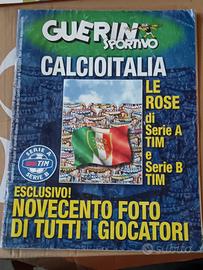 GUERIN
SPORTIVO
CALCIOITALIA
LE
ROSE
di
Serie A
TIM
e
Serie B
TIM
SERIE A
TIM
SERIE B
ESCLUSIVO!
NOVECENTO FOTO
DI TUTTI I GIOCATORI
subito